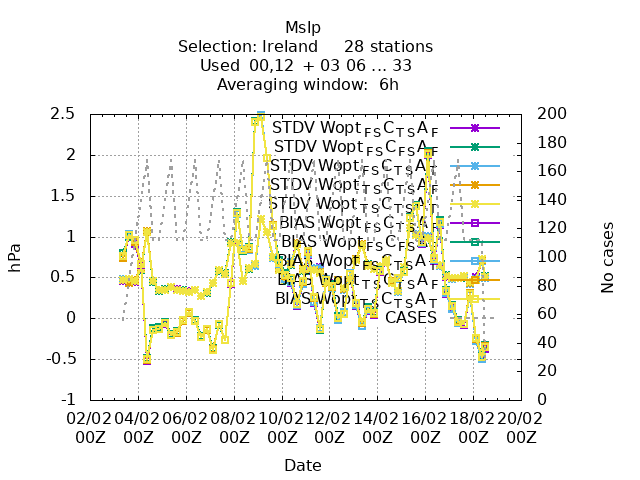 Mslp
Selection: Ireland 28 stations
Used 00,12 + 03 06 ... 33
Averaging window: 6h
2.5
2
1.5
1
0.5
0
-0.5
-1
hPa
STDV Wopt FS C TS A F
STDV Wopt FS C FS A F
STDV Wopt FS C TS A T
STDV Wopt TS C TS A F
STDV Wopt TS C TS A T
BIAS Wopt FS C TS A F
BIAS Wopt FS C FS A F
BIAS Wopt FS C TS A T
BIAS Wopt TS C TS A F
BIAS Wopt TS C TS A T
CASES
200
180
160
140
120
100
80
60
40
20
0
No cases
02/02 04/02 06/02 08/02 10/02 12/02 14/02 16/02 18/02 20/02
00Z 00Z 00Z 00Z 00Z 00Z 00Z 00Z 00Z 00Z
Date